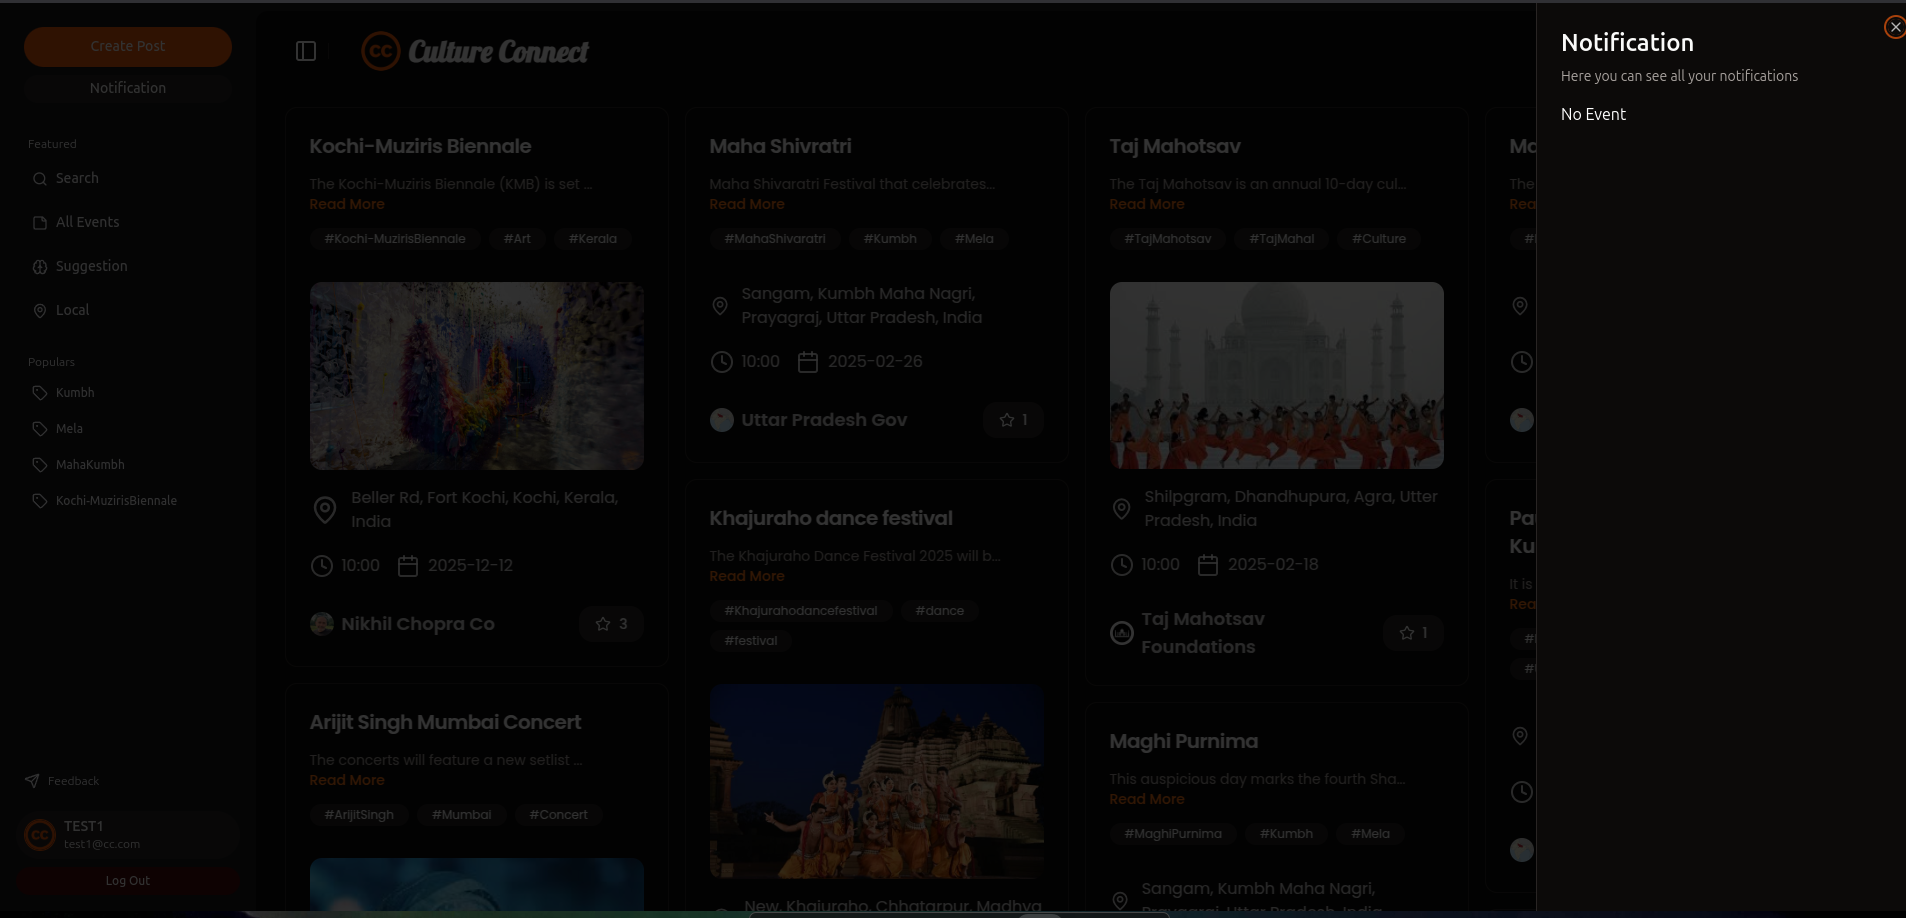 Create Post
Notification
Featured
Search
All Events
Suggestion
Local
Populars
Kumbh
Mela
MahaKumbh
Kochi-MuzirisBiennale
Feedback
CC
TEST1
test1@cc.com
Log Out
CC Culture Connect
Kochi-Muziris Biennale
The Kochi-Muziris Biennale (KMB) is set ...
Read More
#Kochi-MuzirisBiennale #Art #Kerala
Beller Rd, Fort Kochi, Kochi, Kerala,
India
10:00 2025-12-12
Nikhil Chopra Co 3
Arijit Singh Mumbai Concert
The concerts will feature a new setlist ...
Read More
#ArijitSingh #Mumbai #Concert
Maha Shivratri
Maha Shivaratri Festival that celebrates...
Read More
#MahaShivaratri #Kumbh #Mela
Sangam, Kumbh Maha Nagri,
Prayagraj, Uttar Pradesh, India
10:00 2025-02-26
Uttar Pradesh Gov 1
Khajuraho dance festival
The Khajuraho Dance Festival 2025 will b...
Read More
#Khajurahodancefestival #dance
#festival
New, Khajuraho, Chhatarpur, Madhya
Taj Mahotsav
The Taj Mahotsav is an annual 10-day cul...
Read More
#TajMahotsav #TajMahal #Culture
Shilpgram, Dhandhupura, Agra, Utter
Pradesh, India
10:00 2025-02-18
Taj Mahotsav
Foundations 1
Maghi Purnima
This auspicious day marks the fourth Sha...
Read More
#MaghiPurnima #Kumbh #Mela
Sangam, Kumbh Maha Nagri,
Prayagraj, Uttar Pradesh, India
Ma
The
Rea
Pau
Ku
It is
Rea
Notification
Here you can see all your notifications
No Event